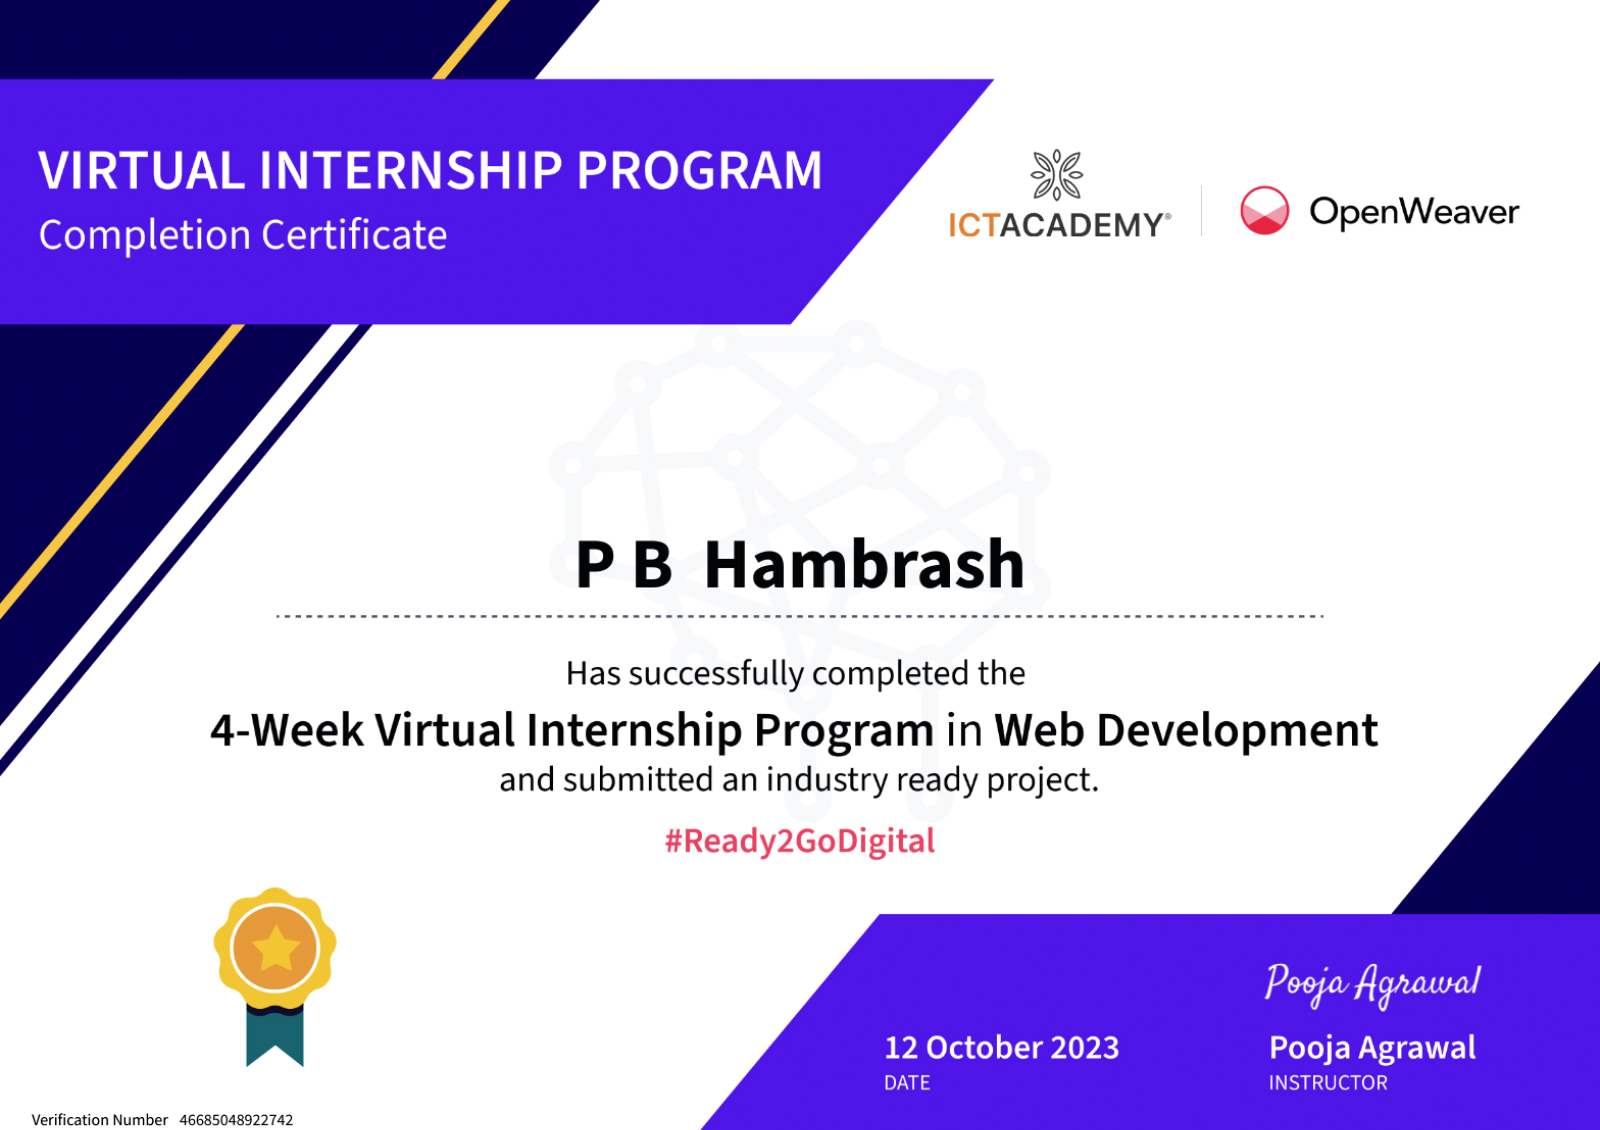 VIRTUAL INTERNSHIP PROGRAM
Completion Certificate
ICTACADEMY®
OpenWeaver
P B Hambrash
Has successfully completed the
4-Week Virtual Internship Program in Web Development
and submitted an industry ready project.
#Ready2GoDigital
Pooja Agrawal
12 October 2023
DATE
Pooja Agrawal
INSTRUCTOR
Verification Number 46685048922742